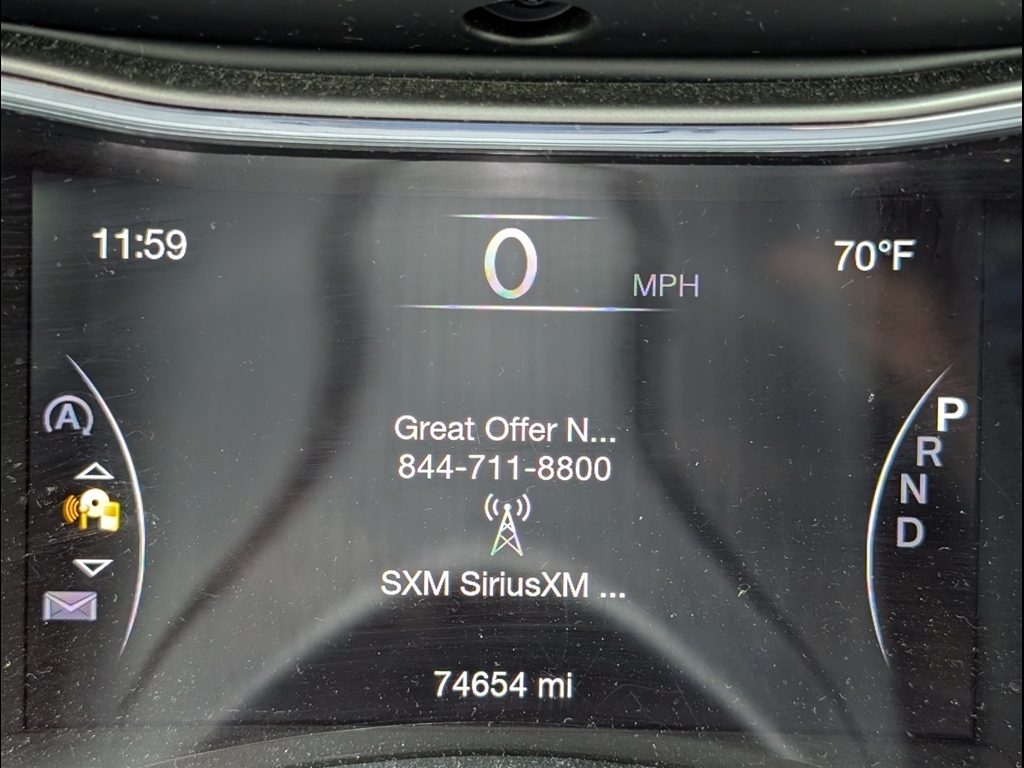 11:59
0 MPH
70°F
A
P
R
N
D
Great Offer N...
844-711-8800
SXM SiriusXM ...
74654 mi